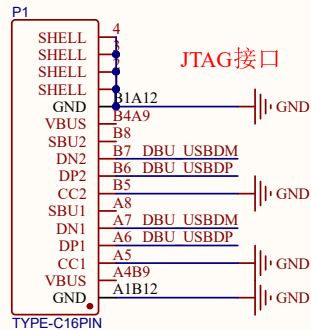 P1
SHELL 4
SHELL
JTAG接口
SHELL
SHELL
GND B1A12 GND
VBUS B4A9
SBU2 B8
DN2 B7 DBU_USBDM
DP2 B6 DBU_USBDP
CC2 B5 GND
SBU1 A8
DN1 A7 DBU_USBDM
DP1 A6 DBU_USBDP
CC1 A5 GND
VBUS A4B9
GND A1B12 GND
TYPE-C16PIN